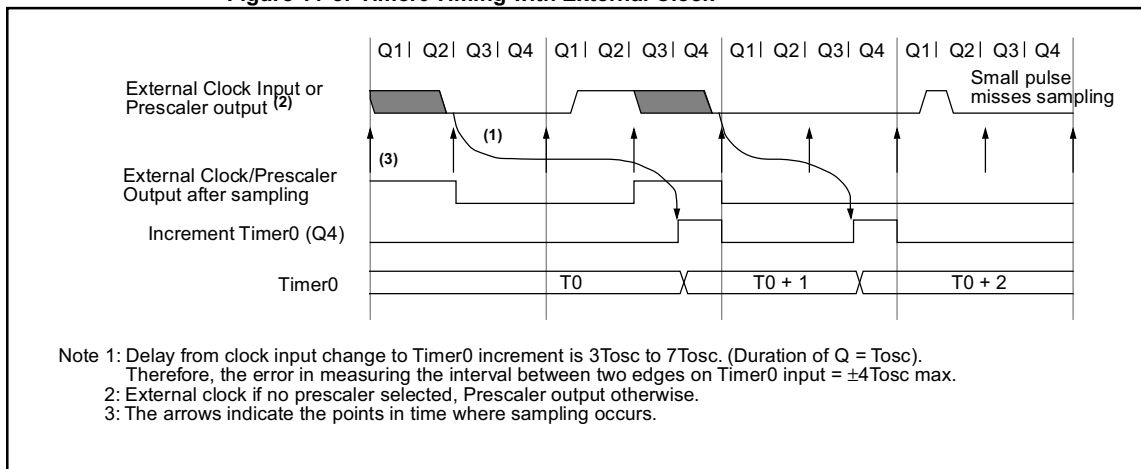 Figure 11-5: Timer0 Timing with External Clock
Q1| Q2| Q3| Q4 Q1| Q2| Q3| Q4 Q1| Q2| Q3| Q4 Q1| Q2| Q3| Q4
External Clock Input or
Prescaler output (2)
Small pulse
misses sampling
(1)
(3)
External Clock/Prescaler
Output after sampling
Increment Timer0 (Q4)
Timer0
T0 T0 + 1 T0 + 2
Note 1: Delay from clock input change to Timer0 increment is 3Tosc to 7Tosc. (Duration of Q = Tosc).
Therefore, the error in measuring the interval between two edges on Timer0 input = ±4Tosc max.
2: External clock if no prescaler selected, Prescaler output otherwise.
3: The arrows indicate the points in time where sampling occurs.